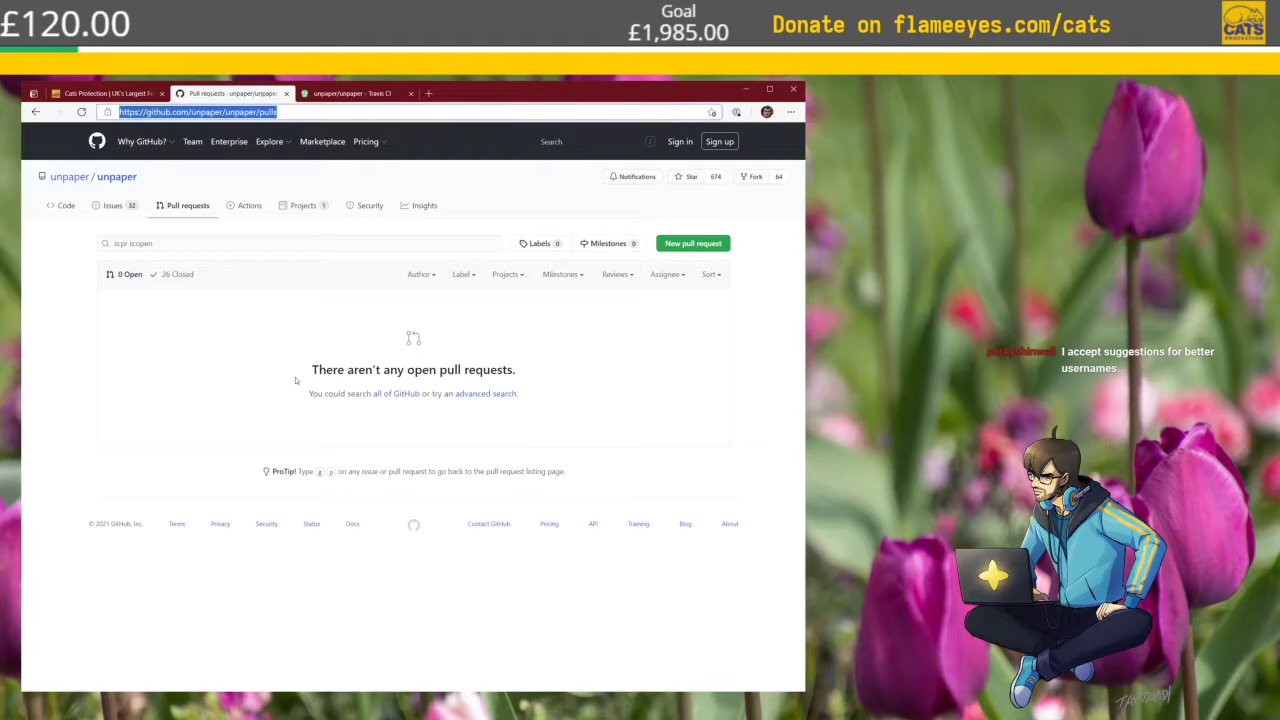 £120.00
Goal
£1,985.00
Donate on flameeyes.com/cats
CATS
PROTECTION
Cats Protection | UK's Largest Fe
Pull requests · unpaper/unpaper
unpaper/unpaper - Travis CI
https://github.com/unpaper/unpaper/pulls
Why GitHub?
Team
Enterprise
Explore
Marketplace
Pricing
Search
/
Sign in
Sign up
unpaper / unpaper
Notifications
Star 674
Fork 64
Code
Issues 32
Pull requests
Actions
Projects 1
Security
Insights
is:pr is:open
Labels 0
Milestones 0
New pull request
0 Open
26 Closed
Author
Label
Projects
Milestones
Reviews
Assignee
Sort
There aren't any open pull requests.
You could search all of GitHub or try an advanced search.
ProTip! Type g p on any issue or pull request to go back to the pull request listing page.
© 2021 GitHub, Inc.
Terms
Privacy
Security
Status
Docs
Contact GitHub
Pricing
API
Training
Blog
About
I accept suggestions for better
usernames.